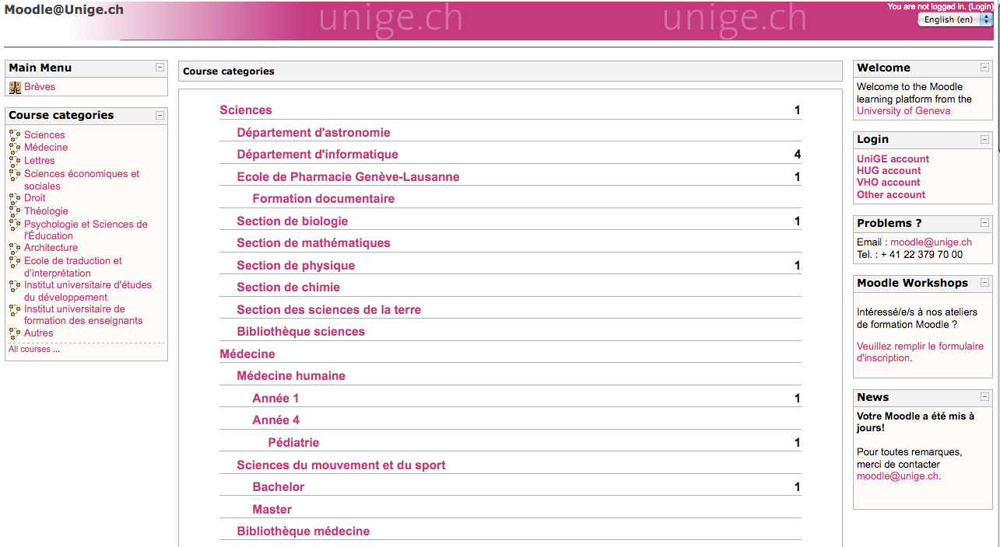 Moodle@Unige.ch
unige.ch
unige.ch
You are not logged in. (Login)
English (en)
Main Menu
Brèves
Course categories
Sciences
Médecine
Lettres
Sciences économiques et
sociales
Droit
Théologie
Psychologie et Sciences de
l'Éducation
Architecture
Ecole de traduction et
d'interprétation
Institut universitaire d'études
du développement
Institut universitaire de
formation des enseignants
Autres
All courses ...
Course categories
Sciences 1
Département d'astronomie
Département d'informatique 4
Ecole de Pharmacie Genève-Lausanne 1
Formation documentaire
Section de biologie 1
Section de mathématiques
Section de physique 1
Section de chimie
Section des sciences de la terre
Bibliothèque sciences
Médecine
Médecine humaine
Année 1 1
Année 4
Pédiatrie 1
Sciences du mouvement et du sport
Bachelor 1
Master
Bibliothèque médecine
Welcome
Welcome to the Moodle
learning platform from the
University of Geneva
Login
UniGE account
HUG account
VHO account
Other account
Problems ?
Email : moodle@unige.ch
Tel. : + 41 22 379 70 00
Moodle Workshops
Intéressé/e/s à nos ateliers
de formation Moodle ?
Veuillez remplir le formulaire
d'inscription.
News
Votre Moodle a été mis à
jours!
Pour toutes remarques,
merci de contacter
moodle@unige.ch.